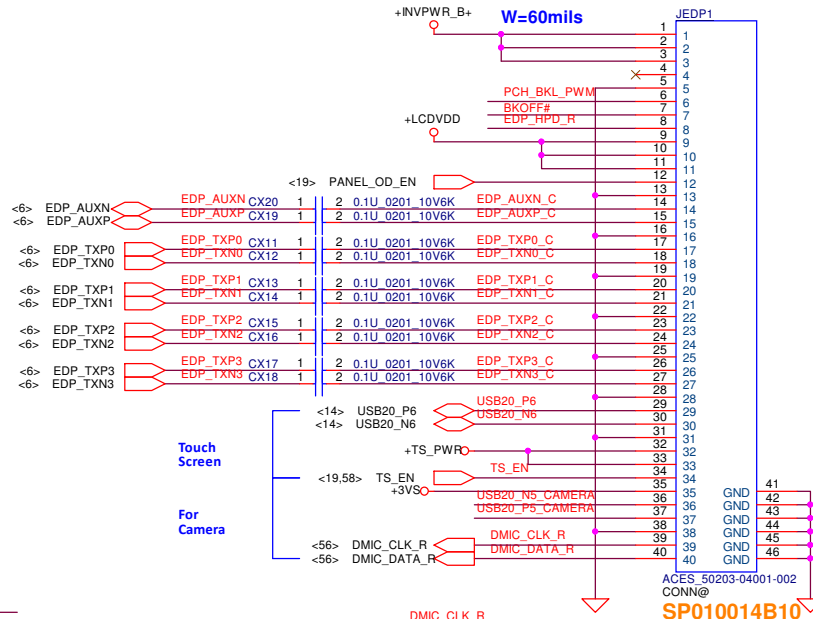 +INVPWR_B+
W=60mils
JEDP1
1 1
2 2
3 3
4 4
5 5
PCH_BKL_PWM 6 6
BKOFF# 7 7
EDP_HPD_R 8 8
+LCDVDD 9 9
10 10
11 11
<19> PANEL_OD_EN 12 12
13 13
<6> EDP_AUXN EDP_AUXN CX20 1 2 0.1U_0201_10V6K EDP_AUXN_C 14 14
<6> EDP_AUXP EDP_AUXP CX19 1 2 0.1U_0201_10V6K EDP_AUXP_C 15 15
16 16
<6> EDP_TXP0 EDP_TXP0 CX11 1 2 0.1U_0201_10V6K EDP_TXP0_C 17 17
<6> EDP_TXN0 EDP_TXN0 CX12 1 2 0.1U_0201_10V6K EDP_TXN0_C 18 18
19 19
<6> EDP_TXP1 EDP_TXP1 CX13 1 2 0.1U_0201_10V6K EDP_TXP1_C 20 20
<6> EDP_TXN1 EDP_TXN1 CX14 1 2 0.1U_0201_10V6K EDP_TXN1_C 21 21
22 22
<6> EDP_TXP2 EDP_TXP2 CX15 1 2 0.1U_0201_10V6K EDP_TXP2_C 23 23
<6> EDP_TXN2 EDP_TXN2 CX16 1 2 0.1U_0201_10V6K EDP_TXN2_C 24 24
25 25
<6> EDP_TXP3 EDP_TXP3 CX17 1 2 0.1U_0201_10V6K EDP_TXP3_C 26 26
<6> EDP_TXN3 EDP_TXN3 CX18 1 2 0.1U_0201_10V6K EDP_TXN3_C 27 27
28 28
<14> USB20_P6 USB20_P6 29 29
<14> USB20_N6 USB20_N6 30 30
31 31
Touch
Screen
+TS_PWR 32 32
33 33
<19,58> TS_EN TS_EN 34 34
+3VS 35 35 GND 41
USB20_N5_CAMERA 36 36 GND 42
For
Camera
USB20_P5_CAMERA 37 37 GND 43
38 38 GND 44
<56> DMIC_CLK_R DMIC_CLK_R 39 39 GND 45
<56> DMIC_DATA_R DMIC_DATA_R 40 40 GND 46
ACES_50203-04001-002
CONN@
SP010014B10
DMIC_CLK_R